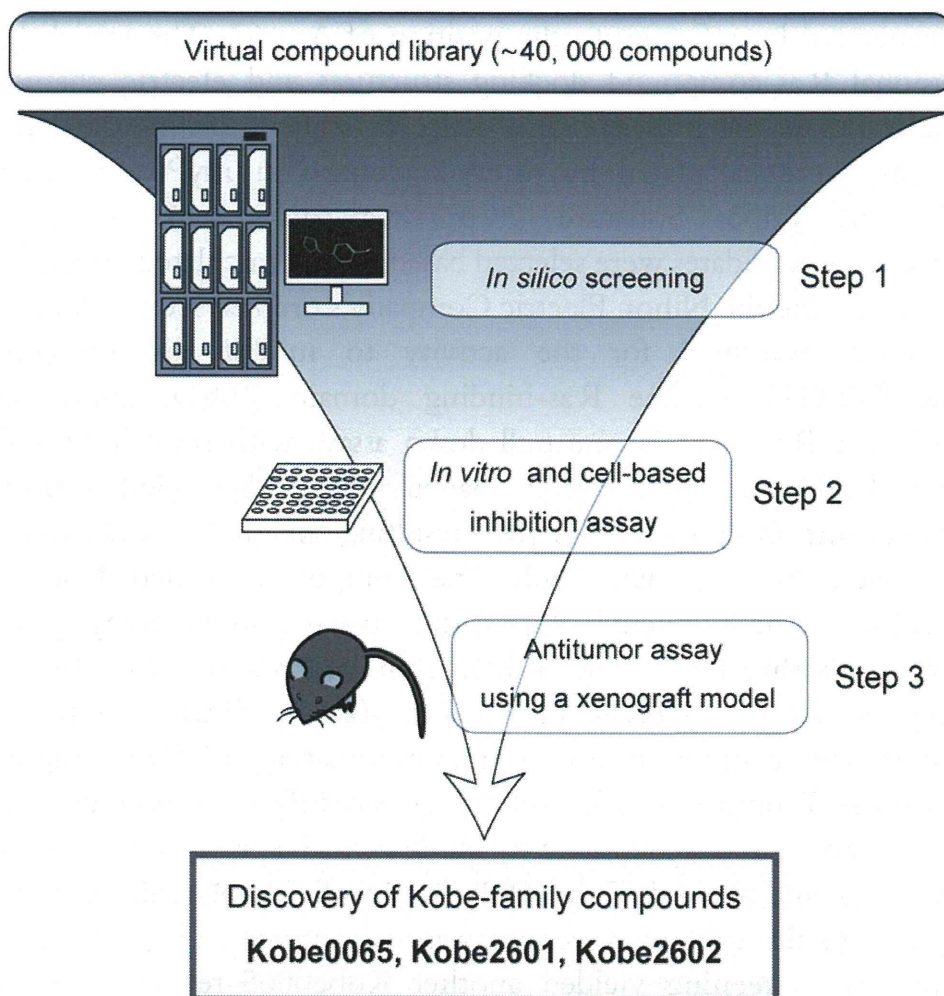 Virtual compound library (~40, 000 compounds)
In silico screening
Step 1
In vitro and cell-based
inhibition assay
Step 2
Antitumor assay
using a xenograft model
Step 3
Discovery of Kobe-family compounds
Kobe0065, Kobe2601, Kobe2602